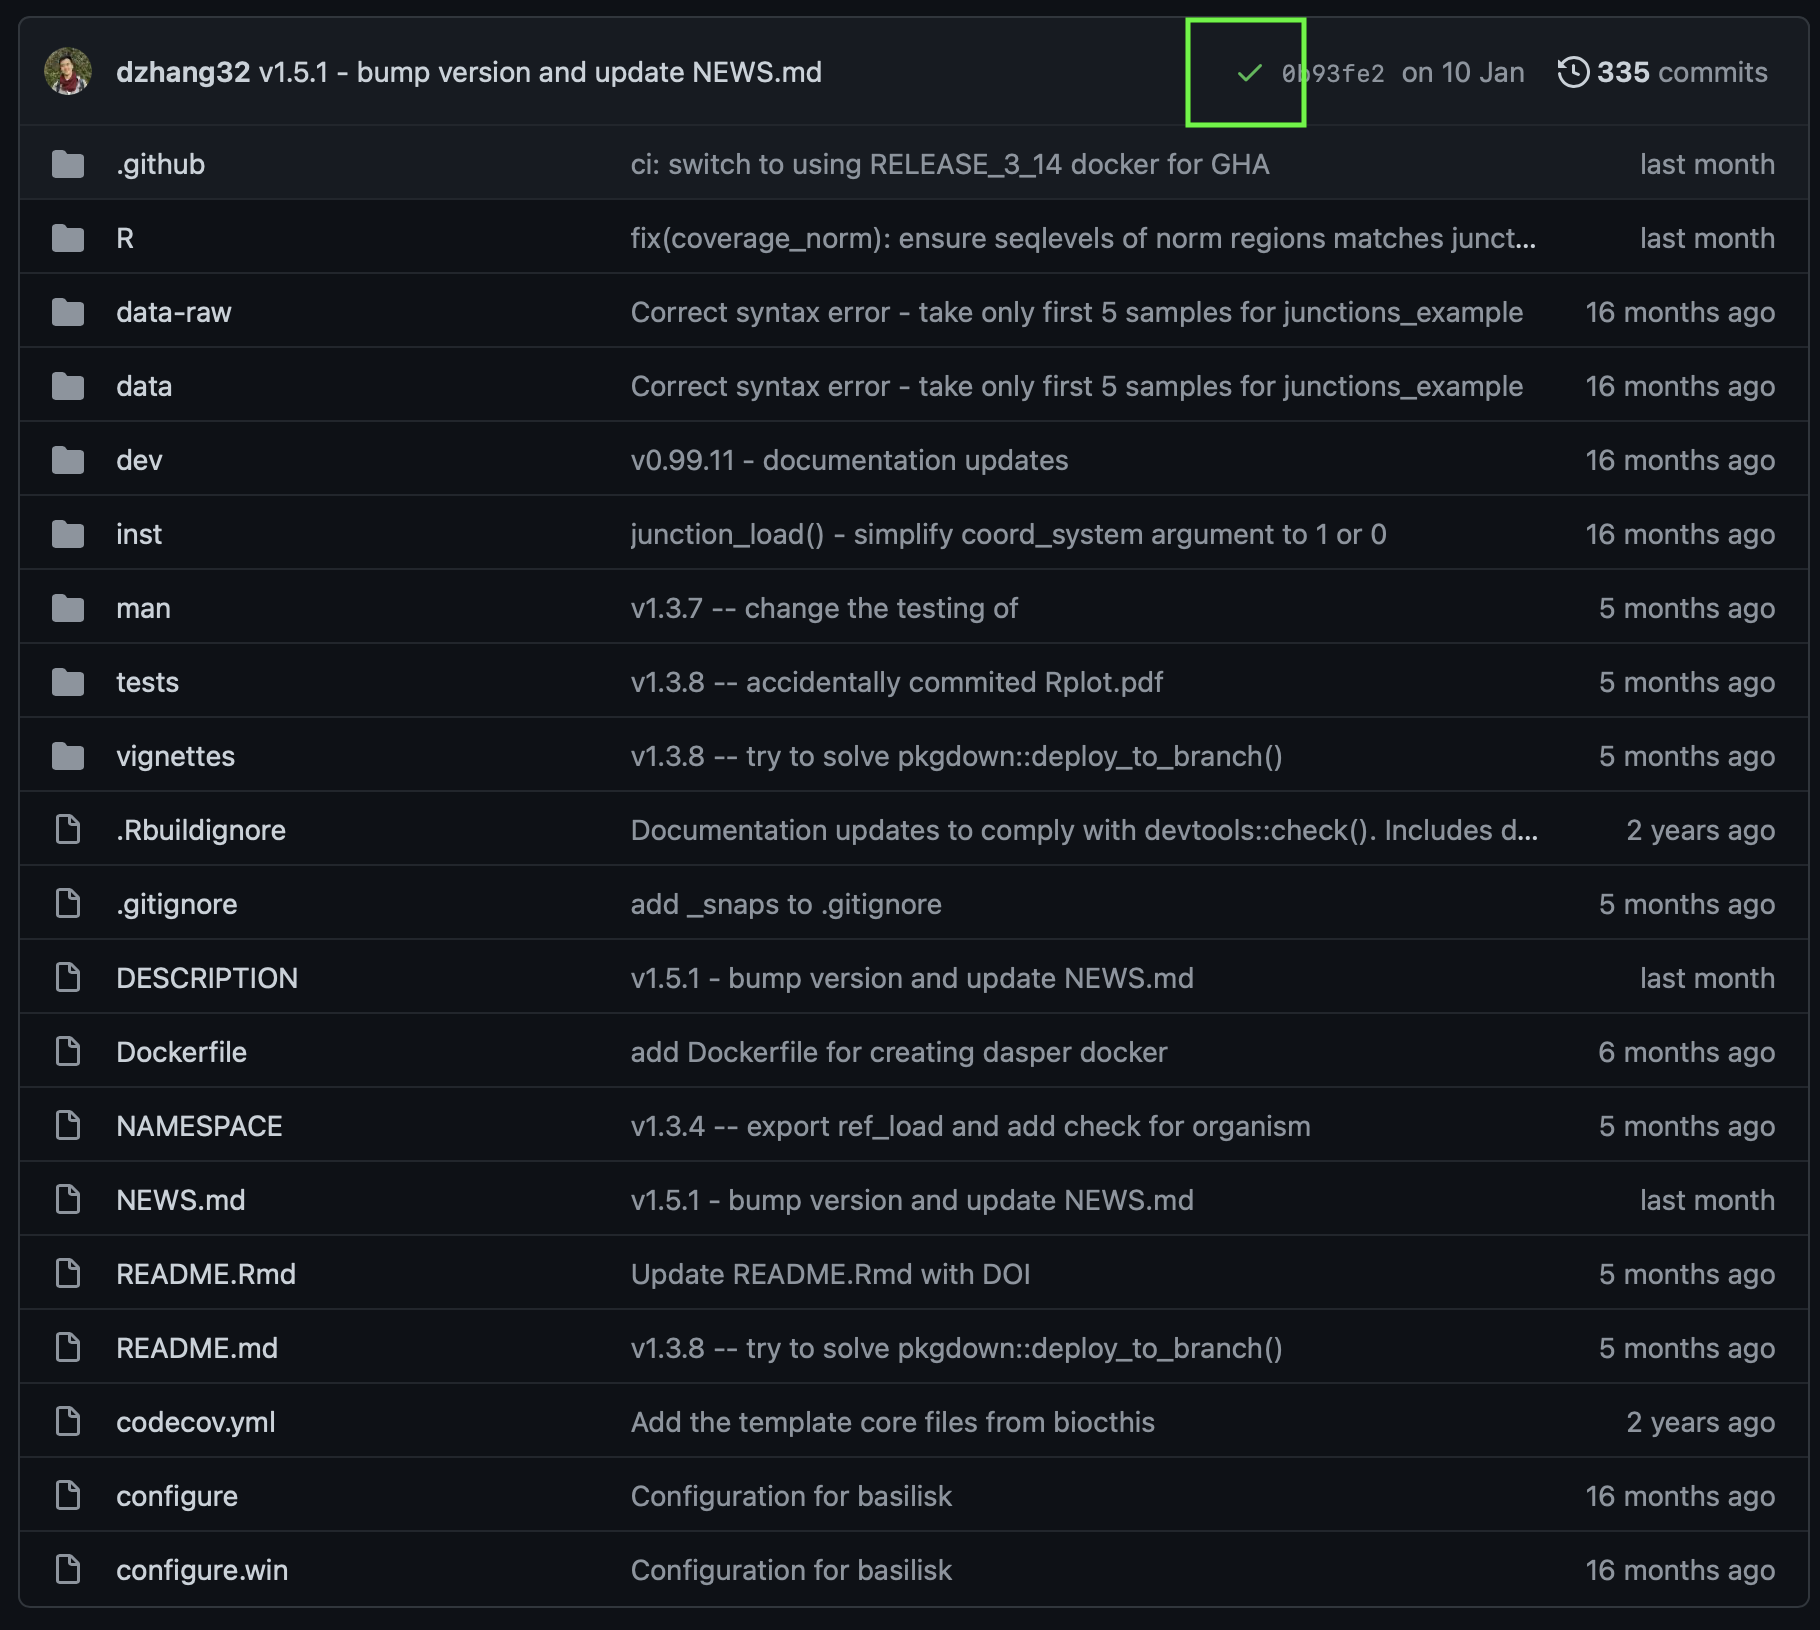 dzhang32 v1.5.1 - bump version and update NEWS.md 0b93fe2 on 10 Jan 335 commits
.github ci: switch to using RELEASE_3_14 docker for GHA last month
R fix(coverage_norm): ensure seqlevels of norm regions matches junct... last month
data-raw Correct syntax error - take only first 5 samples for junctions_example 16 months ago
data Correct syntax error - take only first 5 samples for junctions_example 16 months ago
dev v0.99.11 - documentation updates 16 months ago
inst junction_load() - simplify coord_system argument to 1 or 0 16 months ago
man v1.3.7 -- change the testing of 5 months ago
tests v1.3.8 -- accidentally commited Rplot.pdf 5 months ago
vignettes v1.3.8 -- try to solve pkgdown::deploy_to_branch() 5 months ago
.Rbuildignore Documentation updates to comply with devtools::check(). Includes d... 2 years ago
.gitignore add _snaps to .gitignore 5 months ago
DESCRIPTION v1.5.1 - bump version and update NEWS.md last month
Dockerfile add Dockerfile for creating dasper docker 6 months ago
NAMESPACE v1.3.4 -- export ref_load and add check for organism 5 months ago
NEWS.md v1.5.1 - bump version and update NEWS.md last month
README.Rmd Update README.Rmd with DOI 5 months ago
README.md v1.3.8 -- try to solve pkgdown::deploy_to_branch() 5 months ago
codecov.yml Add the template core files from biocthis 2 years ago
configure Configuration for basilisk 16 months ago
configure.win Configuration for basilisk 16 months ago